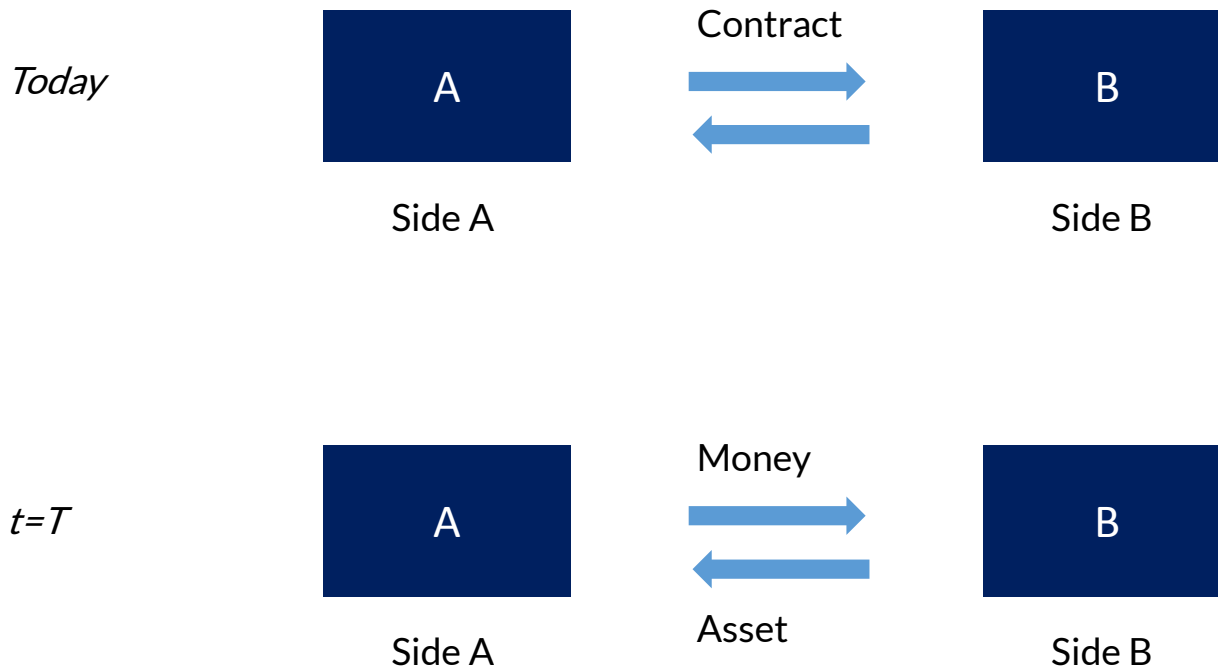 Contract
Today
A
B
Side A
Side B
Money
t=T
A
B
Asset
Side A
Side B